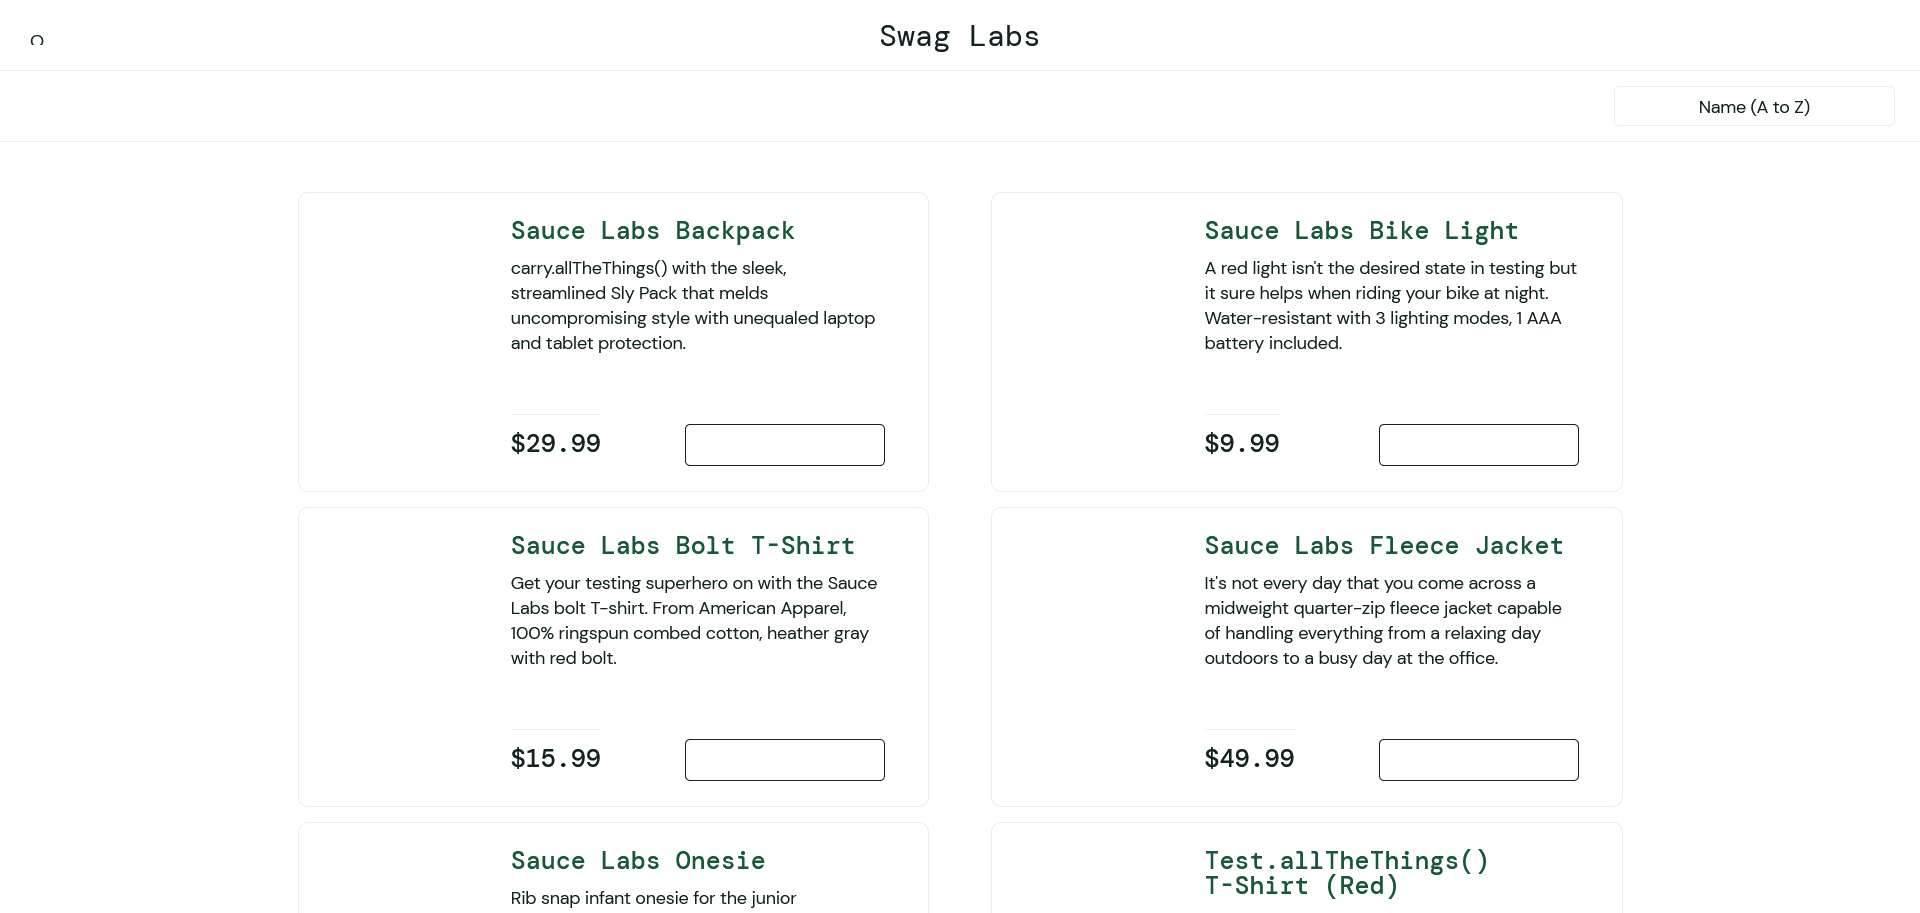 Swag Labs
Name (A to Z)
Sauce Labs Backpack
carry.allTheThings() with the sleek,
streamlined Sly Pack that melds
uncompromising style with unequaled laptop
and tablet protection.
$29.99
Sauce Labs Bike Light
A red light isn't the desired state in testing but
it sure helps when riding your bike at night.
Water-resistant with 3 lighting modes, 1 AAA
battery included.
$9.99
Sauce Labs Bolt T-Shirt
Get your testing superhero on with the Sauce
Labs bolt T-shirt. From American Apparel,
100% ringspun combed cotton, heather gray
with red bolt.
$15.99
Sauce Labs Fleece Jacket
It's not every day that you come across a
midweight quarter-zip fleece jacket capable
of handling everything from a relaxing day
outdoors to a busy day at the office.
$49.99
Sauce Labs Onesie
Rib snap infant onesie for the junior
Test.allTheThings()
T-Shirt (Red)